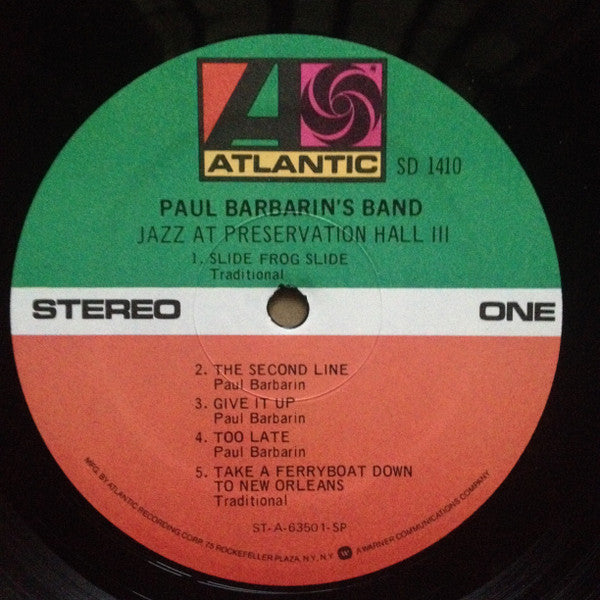 ATLANTIC
SD 1410
PAUL BARBARIN'S BAND
JAZZ AT PRESERVATION HALL III
1. SLIDE FROG SLIDE
Traditional
STEREO
ONE
2. THE SECOND LINE
Paul Barbarin
3. GIVE IT UP
Paul Barbarin
4. TOO LATE
Paul Barbarin
5. TAKE A FERRYBOAT DOWN
TO NEW ORLEANS
Traditional
ST-A-63501-SP
MFG. BY ATLANTIC RECORDING CORP. 75 ROCKEFELLER PLAZA, N.Y., N.Y. W A WARNER COMMUNICATIONS COMPANY